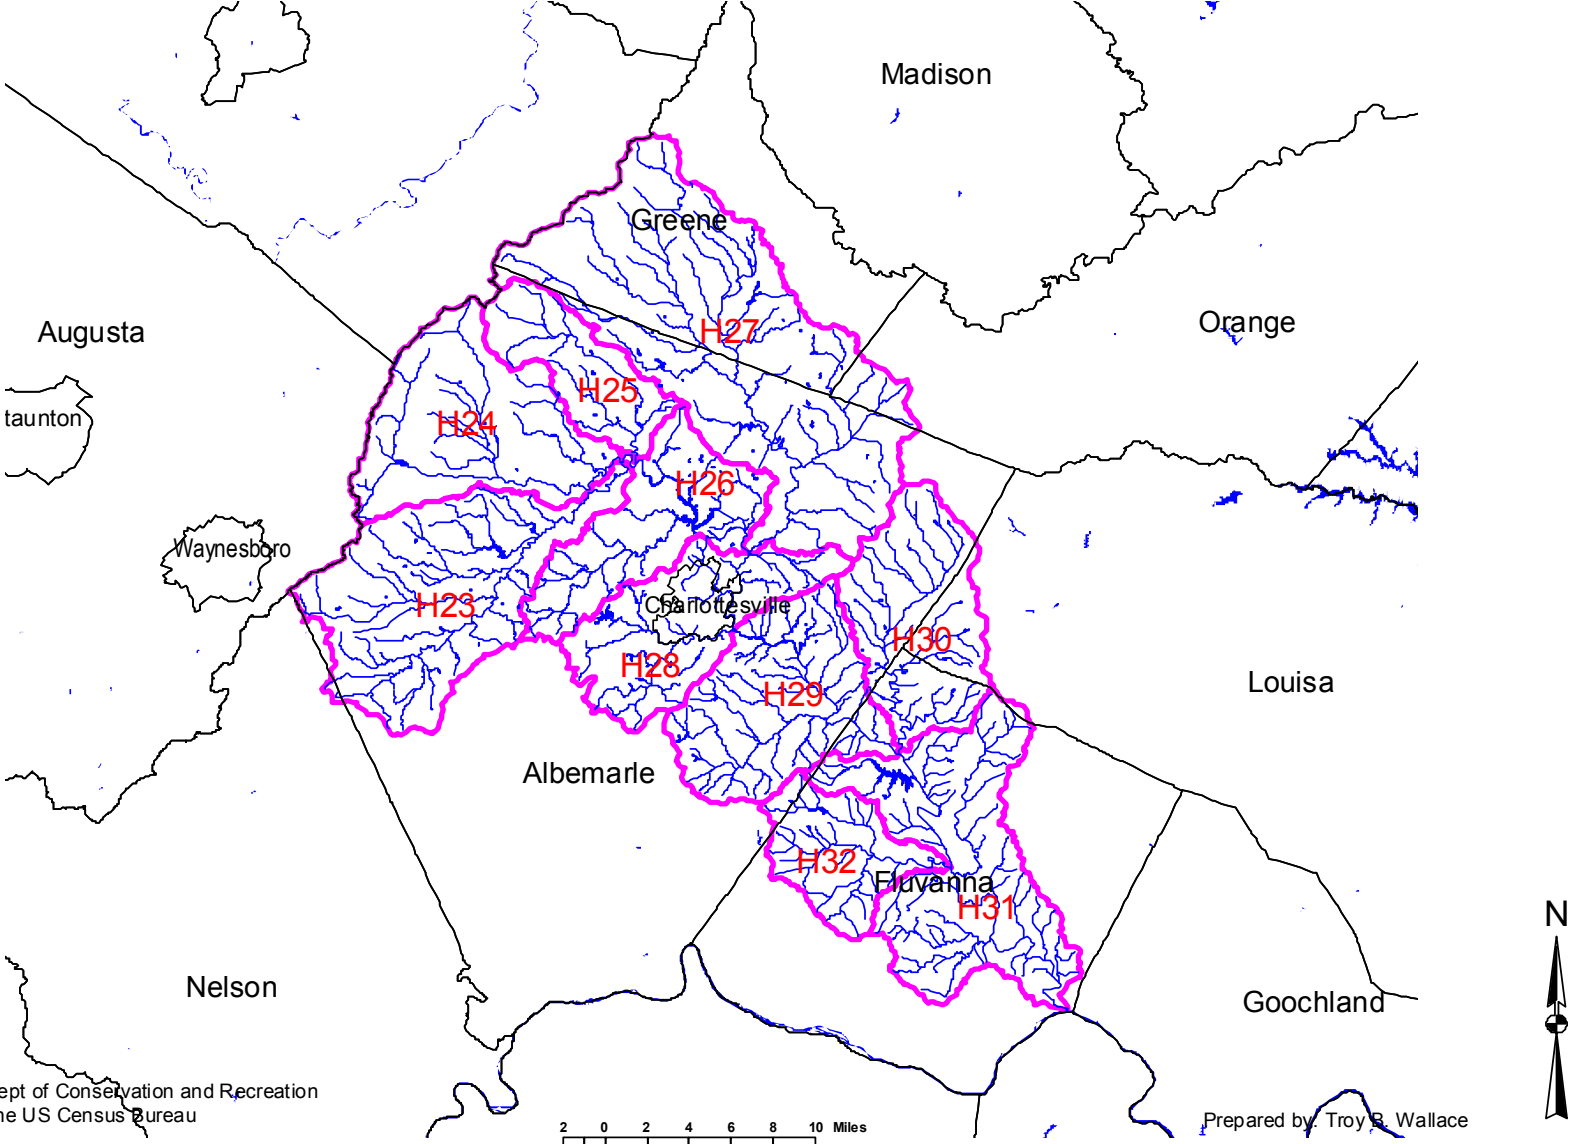 Madison
Greene
Orange
Augusta
H27
H25
taunton
H24
H26
Waynesboro
H23
Charlottesville
H30
H28
H29
Louisa
Albemarle
H32
Fluvanna
H31
N
Nelson
Goochland
ept of Conservation and Recreation
he US Census Bureau
Prepared by: Troy B. Wallace
2 0 2 4 6 8 10 Miles